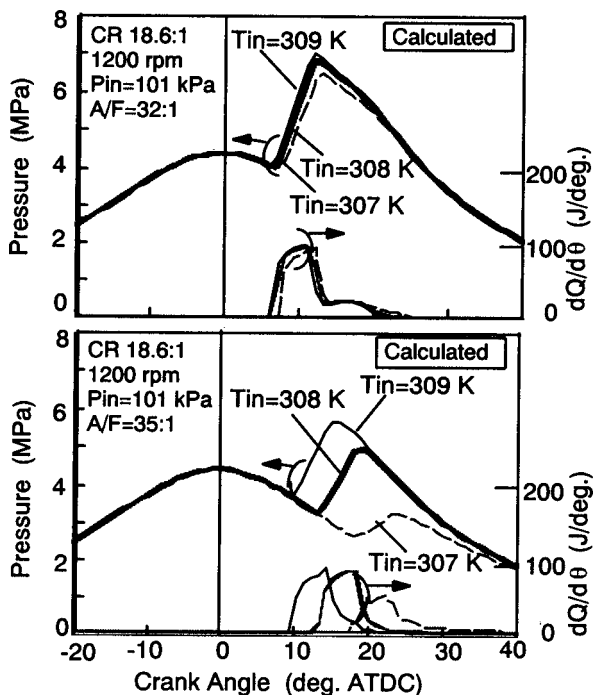 CR 18.6:1
1200 rpm
Pin=101 kPa
A/F=32:1
Tin=309 K
Calculated
Tin=308 K
Tin=307 K
Pressure (MPa)
8
6
4
2
0
200
100
0
dQ/dθ (J/deg.)
CR 18.6:1
1200 rpm
Pin=101 kPa
A/F=35:1
Calculated
Tin=309 K
Tin=308 K
Tin=307 K
Pressure (MPa)
8
6
4
2
0
200
100
0
dQ/dθ (J/deg.)
-20 -10 0 10 20 30 40
Crank Angle (deg. ATDC)